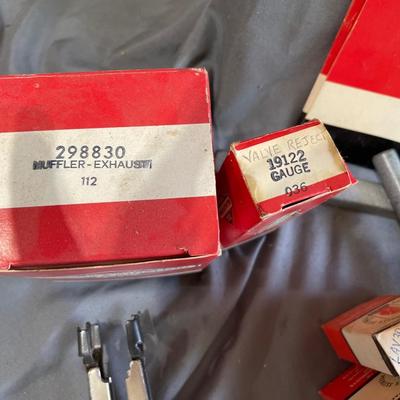 298830
MUFFLER-EXHAUST
112
VALVE REJECT
19122
GAUGE
036